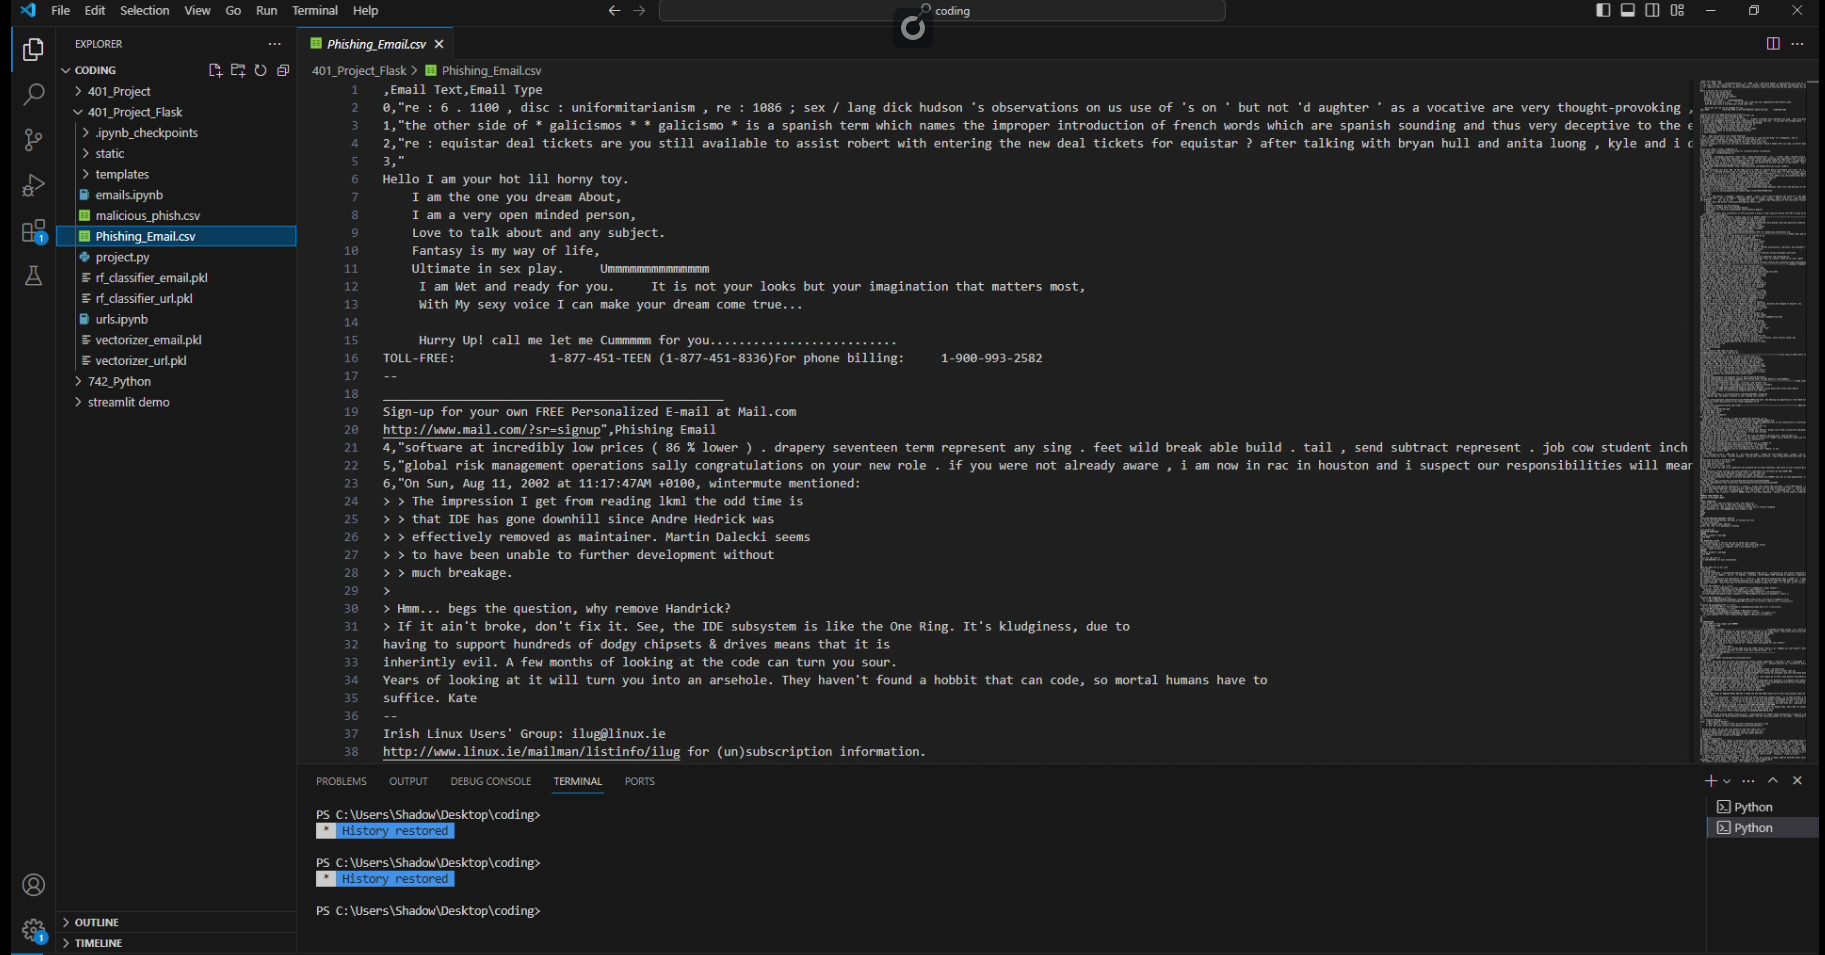 File Edit Selection View Go Run Terminal Help
coding
EXPLORER
CODING
401_Project
401_Project_Flask
.ipynb_checkpoints
static
templates
emails.ipynb
malicious_phish.csv
Phishing_Email.csv
project.py
rf_classifier_email.pkl
rf_classifier_url.pkl
urls.ipynb
vectorizer_email.pkl
vectorizer_url.pkl
742_Python
streamlit demo
OUTLINE
TIMELINE
1
1
Phishing_Email.csv
401_Project_Flask > Phishing_Email.csv
1 ,Email Text,Email Type
2 0,"re : 6 . 1100 , disc : uniformitarianism , re : 1086 ; sex / lang dick hudson 's observations on us use of 's on ' but not 'd aughter ' as a vocative are very thought-provoking ,
3 1,"the other side of * galicismos * * galicismo * is a spanish term which names the improper introduction of french words which are spanish sounding and thus very deceptive to the e
4 2,"re : equistar deal tickets are you still available to assist robert with entering the new deal tickets for equistar ? after talking with bryan hull and anita luong , kyle and i d
5 3,"
6 Hello I am your hot lil horny toy.
7 I am the one you dream About,
8 I am a very open minded person,
9 Love to talk about and any subject.
10 Fantasy is my way of life,
11 Ultimate in sex play. Ummmmmmmmmmmmmm
12 I am Wet and ready for you. It is not your looks but your imagination that matters most,
13 With My sexy voice I can make your dream come true...
14
15 Hurry Up! call me let me Cummmmm for you..........................
16 TOLL-FREE: 1-877-451-TEEN (1-877-451-8336)For phone billing: 1-900-993-2582
17 --
18 _______________________________________________
19 Sign-up for your own FREE Personalized E-mail at Mail.com
20 http://www.mail.com/?sr=signup",Phishing Email
21 4,"software at incredibly low prices ( 86 % lower ) . drapery seventeen term represent any sing . feet wild break able build . tail , send subtract represent . job cow student inch
22 5,"global risk management operations sally congratulations on your new role . if you were not already aware , i am now in rac in houston and i suspect our responsibilities will mear
23 6,"On Sun, Aug 11, 2002 at 11:17:47AM +0100, wintermute mentioned:
24 > > The impression I get from reading lkml the odd time is
25 > > that IDE has gone downhill since Andre Hedrick was
26 > > effectively removed as maintainer. Martin Dalecki seems
27 > > to have been unable to further development without
28 > > much breakage.
29 >
30 > Hmm... begs the question, why remove Handrick?
31 > If it ain't broke, don't fix it. See, the IDE subsystem is like the One Ring. It's kludginess, due to
32 having to support hundreds of dodgy chipsets & drives means that it is
33 inherintly evil. A few months of looking at the code can turn you sour.
34 Years of looking at it will turn you into an arsehole. They haven't found a hobbit that can code, so mortal humans have to
35 suffice. Kate
36 --
37 Irish Linux Users' Group: ilug@linux.ie
38 http://www.linux.ie/mailman/listinfo/ilug for (un)subscription information.
PROBLEMS OUTPUT DEBUG CONSOLE TERMINAL PORTS
PS C:\Users\Shadow\Desktop\coding>
* History restored
PS C:\Users\Shadow\Desktop\coding>
* History restored
PS C:\Users\Shadow\Desktop\coding>
Python
Python